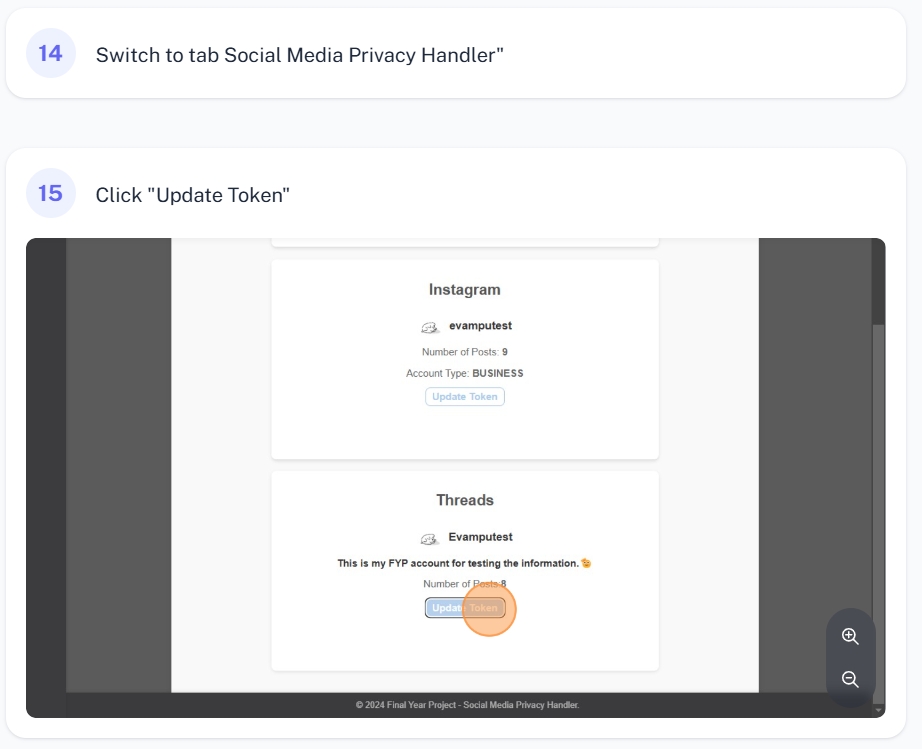 14
Switch to tab Social Media Privacy Handler"
15
Click "Update Token"
Instagram
evamputest
Number of Posts: 9
Account Type: BUSINESS
Update Token
Threads
Evamputest
This is my FYP account for testing the information.
Number of Posts 8
Update Token
© 2024 Final Year Project - Social Media Privacy Handler.